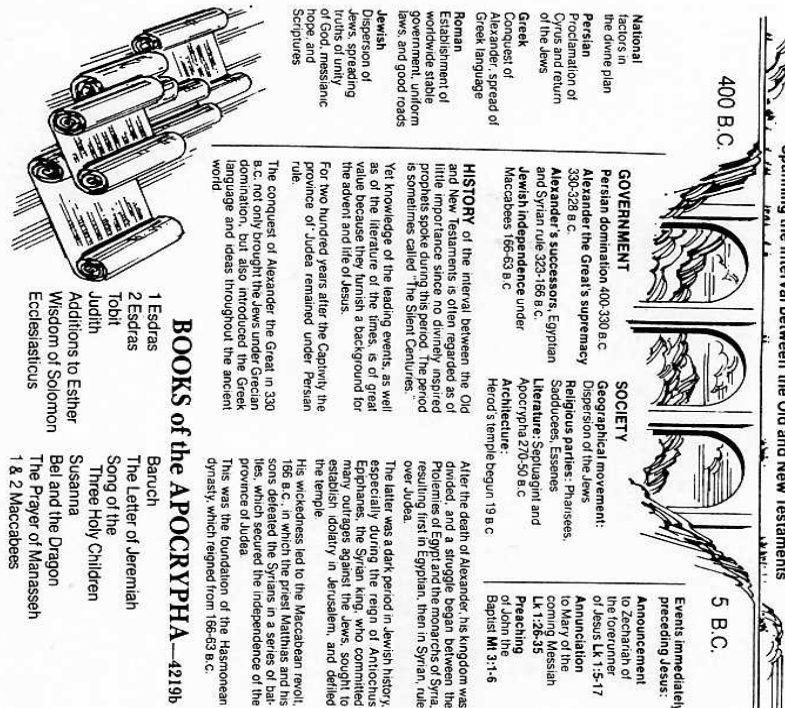 Spanning the Interval Between the Old and New Testaments
400 B.C.
5 B.C.
National
factors in
the divine plan
Persian
Proclamation of
Cyrus and return
of the Jews
Greek
Conquest of
Alexander, spread of
Greek language
Roman
Establishment of
worldwide stable
government, uniform
laws, and good roads
Jewish
Dispersion of
Jews, spreading
truths of unity
of God, messianic
hope, and
Scriptures
GOVERNMENT
Persian domination 400-330 B.C.
Alexander the Great's supremacy
330-328 B.C.
Alexander's successors, Egyptian
and Syrian rule 323-166 B.C.
Jewish independence under
Maccabees 166-63 B.C
SOCIETY
Geographical movement:
Dispersion of the Jews
Religious parties: Pharisees,
Sadducees, Essenes
Literature: Septuagint and
Apocrypha 270-50 B.C
Architecture:
Herod's temple begun 19 B.C
Events immediately
preceding Jesus:
Announcement
to Zechariah of
the forerunner
of Jesus Lk 1:5-17
Annunciation
to Mary of the
coming Messiah
Lk 1:26-35
Preaching
of John the
Baptist Mt 3:1-6
HISTORY of the interval between the Old
and New Testaments is often regarded as of
little importance since no divinely inspired
prophets spoke during this period. The period
is sometimes called "The Silent Centuries."
Yet knowledge of the leading events, as well
as of the literature of the times, is of great
value because they furnish a background for
the advent and life of Jesus.
For two hundred years after the Captivity the
province of Judea remained under Persian
rule.
The conquest of Alexander the Great in 330
B.C. not only brought the Jews under Grecian
domination, but also introduced the Greek
language and ideas throughout the ancient
world
After the death of Alexander, his kingdom was
divided, and a struggle began between the
Ptolemies of Egypt and the monarchs of Syria,
resulting first in Egyptian, then in Syrian, rule
over Judea.
The latter was a dark period in Jewish history,
especially during the reign of Antiochus
Epiphanes, the Syrian king, who committed
many outrages against the Jews, sought to
establish idolatry in Jerusalem, and defiled
the temple.
His wickedness led to the Maccabean revolt,
166 B.C., in which the priest Matthias and his
sons defeated the Syrians in a series of bat-
tles, which secured the independence of the
province of Judea.
This was the foundation of the Hasmonean
dynasty, which reigned from 166-63 B.C.
BOOKS of the APOCRYPHA—4219b
1 Esdras
2 Esdras
Tobit
Judith
Additions to Esther
Wisdom of Solomon
Ecclesiasticus
Baruch
The Letter of Jeremiah
Song of the
Three Holy Children
Susanna
Bel and the Dragon
The Prayer of Manasseh
1 & 2 Maccabees